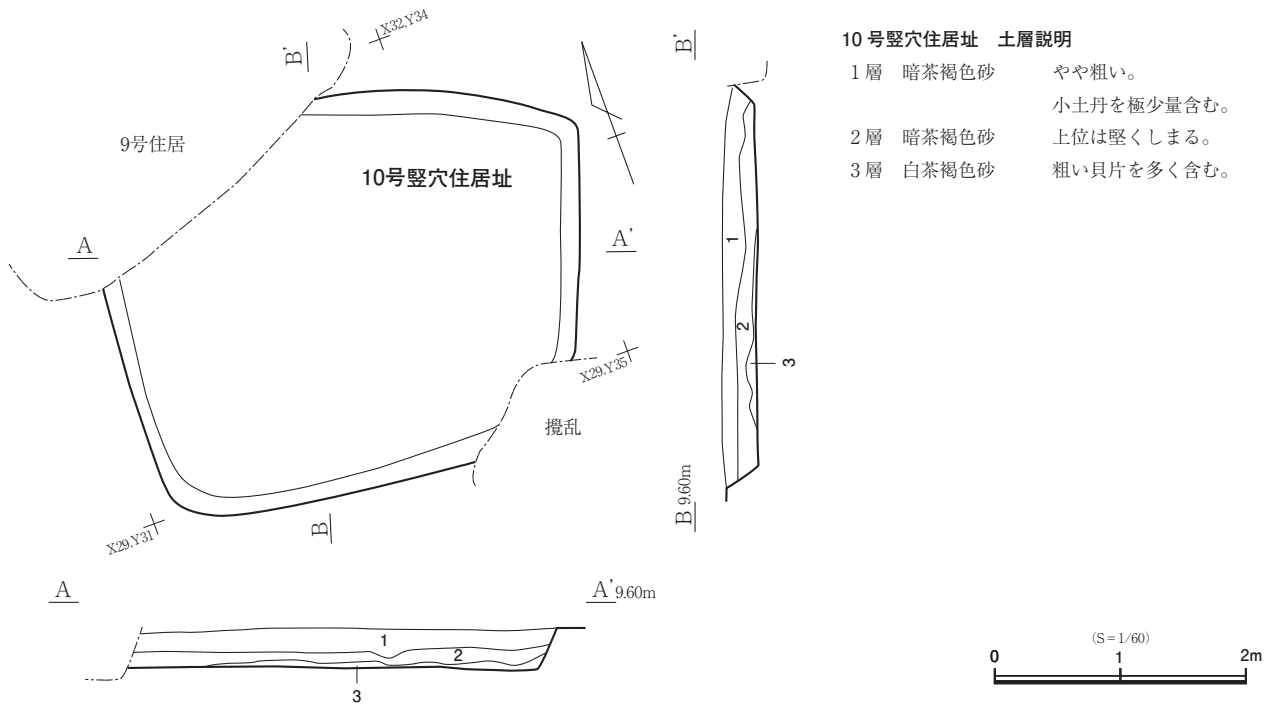 10 号竪穴住居址　土層説明
1 層　暗茶褐色砂　やや粗い。
小土丹を極少量含む。
2 層　暗茶褐色砂　上位は堅くしまる。
3 層　白茶褐色砂　粗い貝片を多く含む。
X32,Y34
B'
9号住居
10号竪穴住居址
A
A'
X29,Y35
攪乱
X29,Y31
B
B'
1
2
3
B 9.60m
A
A' 9.60m
1
2
3
(S＝1/60)
0 1 2m